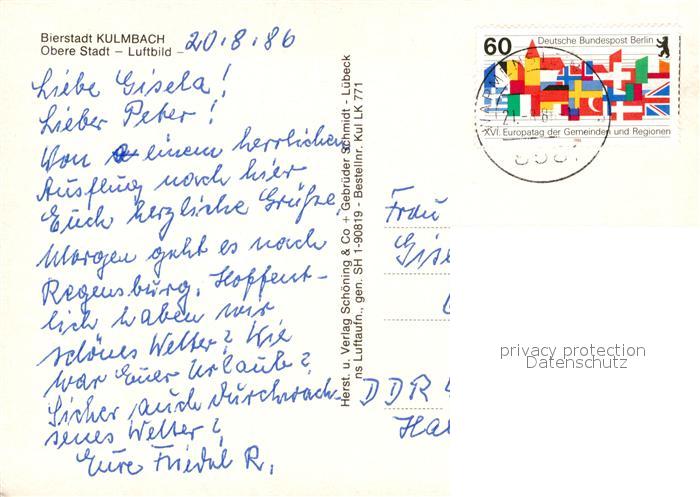 Bierstadt KULMBACH
Obere Stadt – Luftbild –
20.8.86
Liebe Gisela!
Lieber Peter!
Von einem herrlichen
Ausflug nach hier
Euch herzliche Grüße.
Morgen geht es nach
Regensburg. Hoffent-
lich haben wir
schönes Wetter? Wie
war Euer Urlaub?
Sicher auch durchwach-
senes Wetter?
Eure Friedel R.
Herst. u. Verlag Schöning & Co + Gebrüder Schmidt - Lübeck
ns Luftaufn., gen. SH 1-90819 - Bestellnr. Kul LK 771
60
Deutsche Bundespost Berlin
XVI. Europatag der Gemeinden und Regionen
Frau
Gise
DDR
Hal
privacy protection
Datenschutz